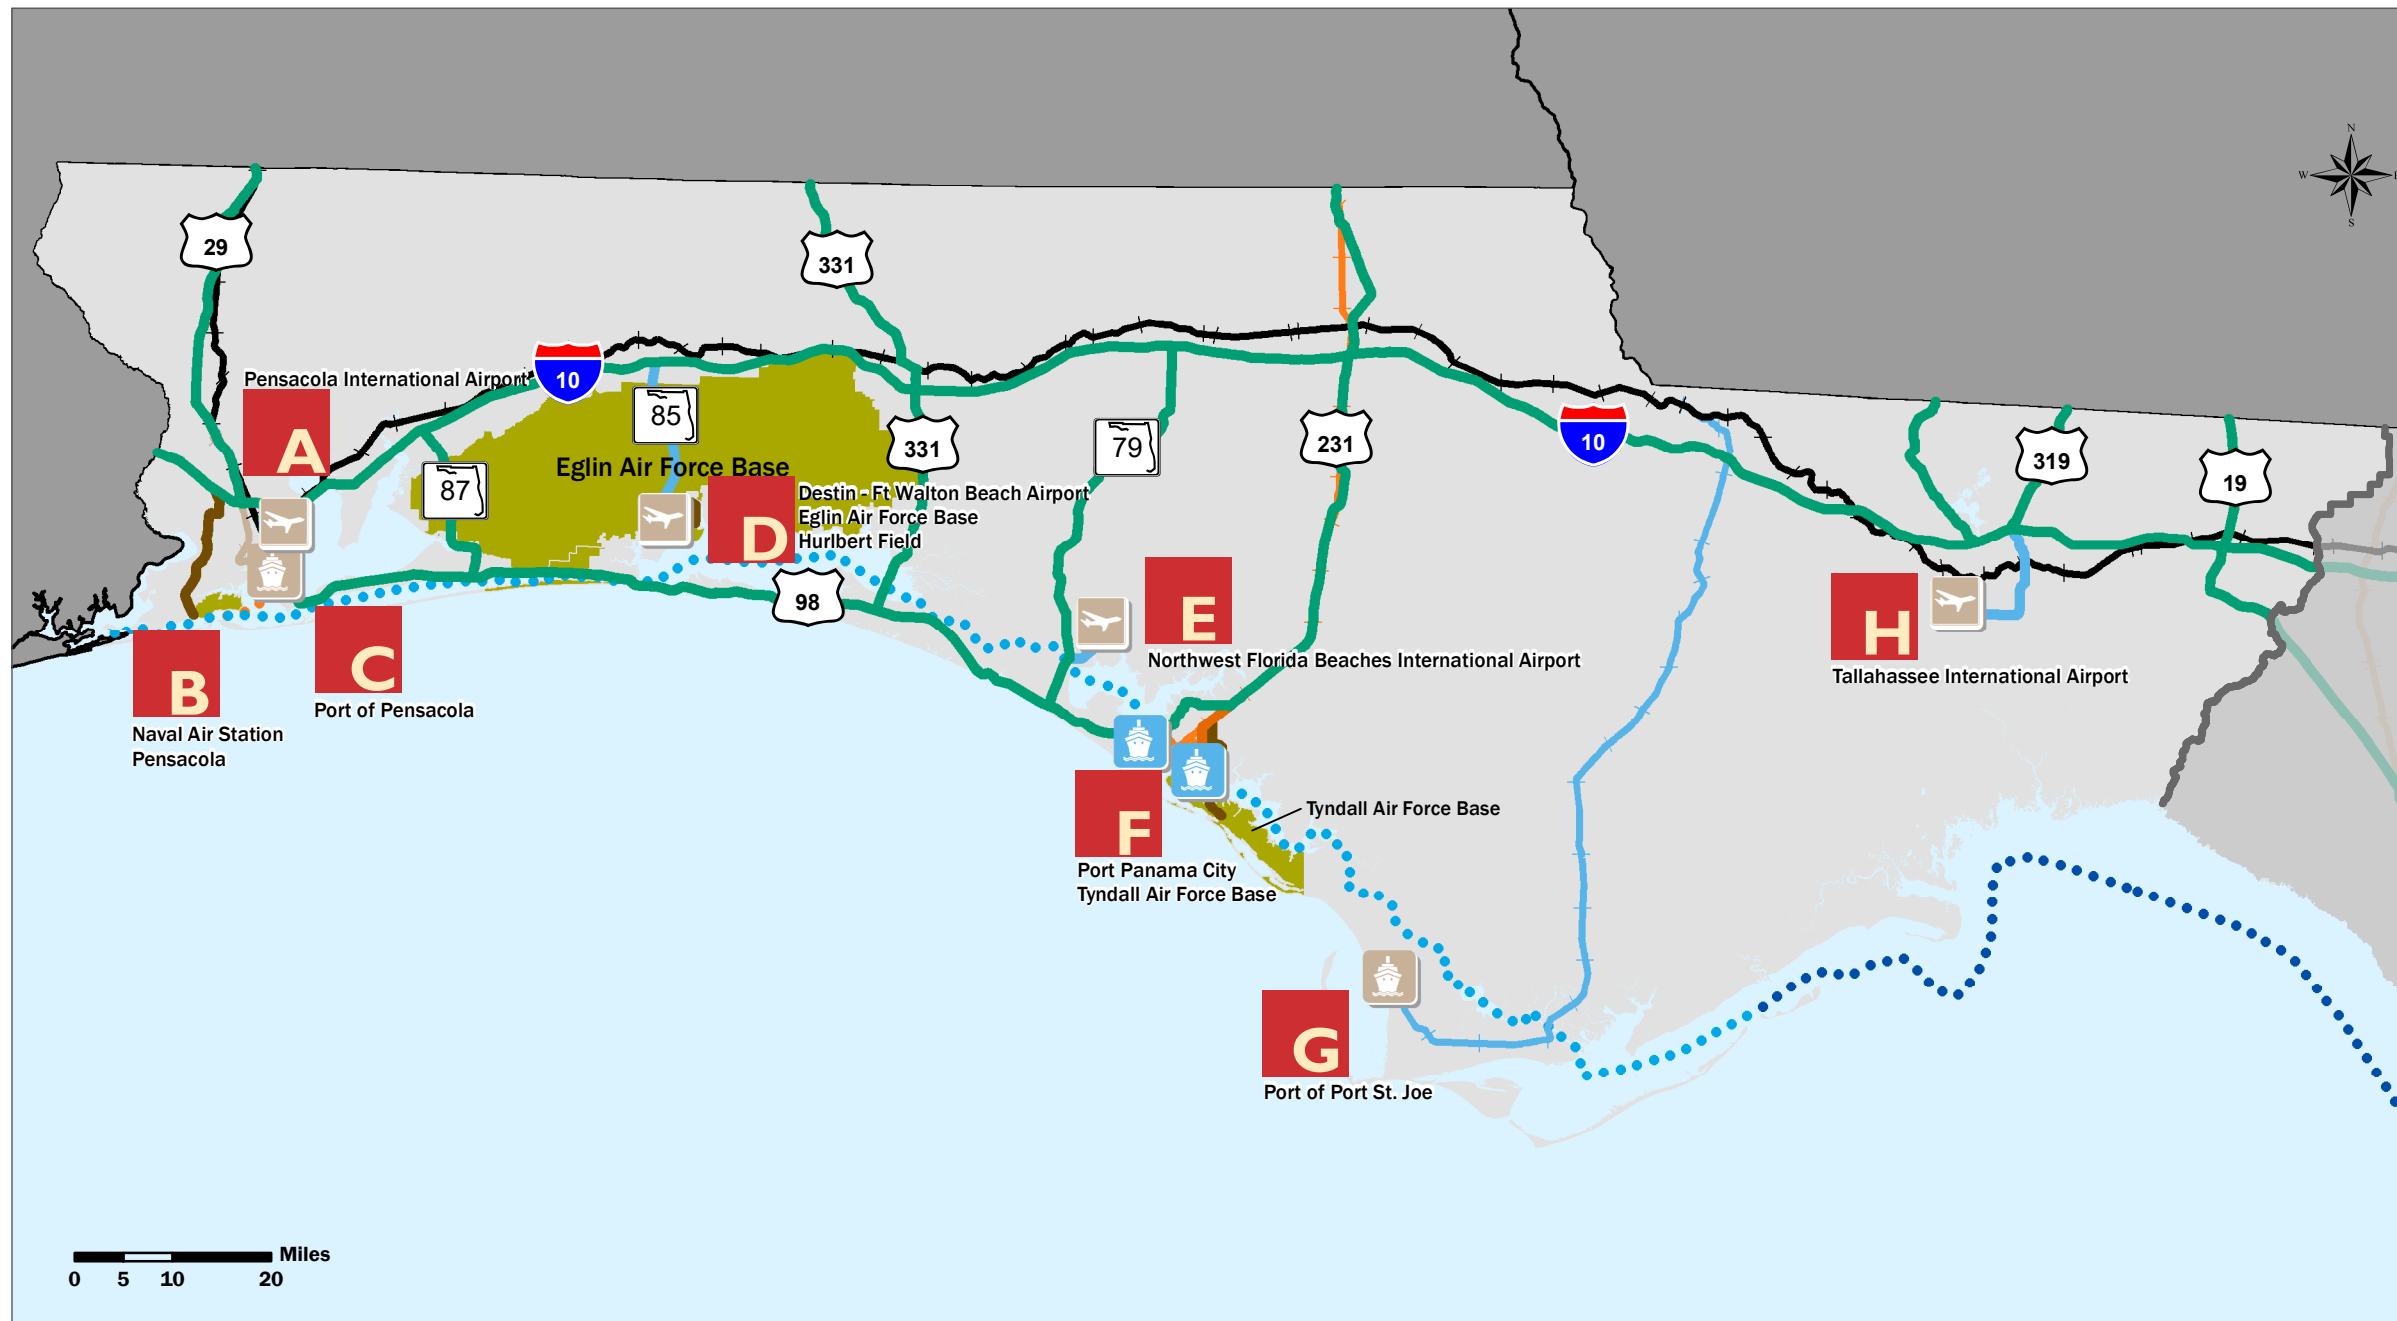 N
W
S
29
331
Pensacola International Airport
10
A
85
87
Eglin Air Force Base
331
79
231
10
319
19
D
Destin - Ft Walton Beach Airport
Eglin Air Force Base
Hurlbert Field
98
E
Northwest Florida Beaches International Airport
H
Tallahassee International Airport
B
Naval Air Station
Pensacola
C
Port of Pensacola
Tyndall Air Force Base
F
Port Panama City
Tyndall Air Force Base
G
Port of Port St. Joe
Miles
0 5 10 20